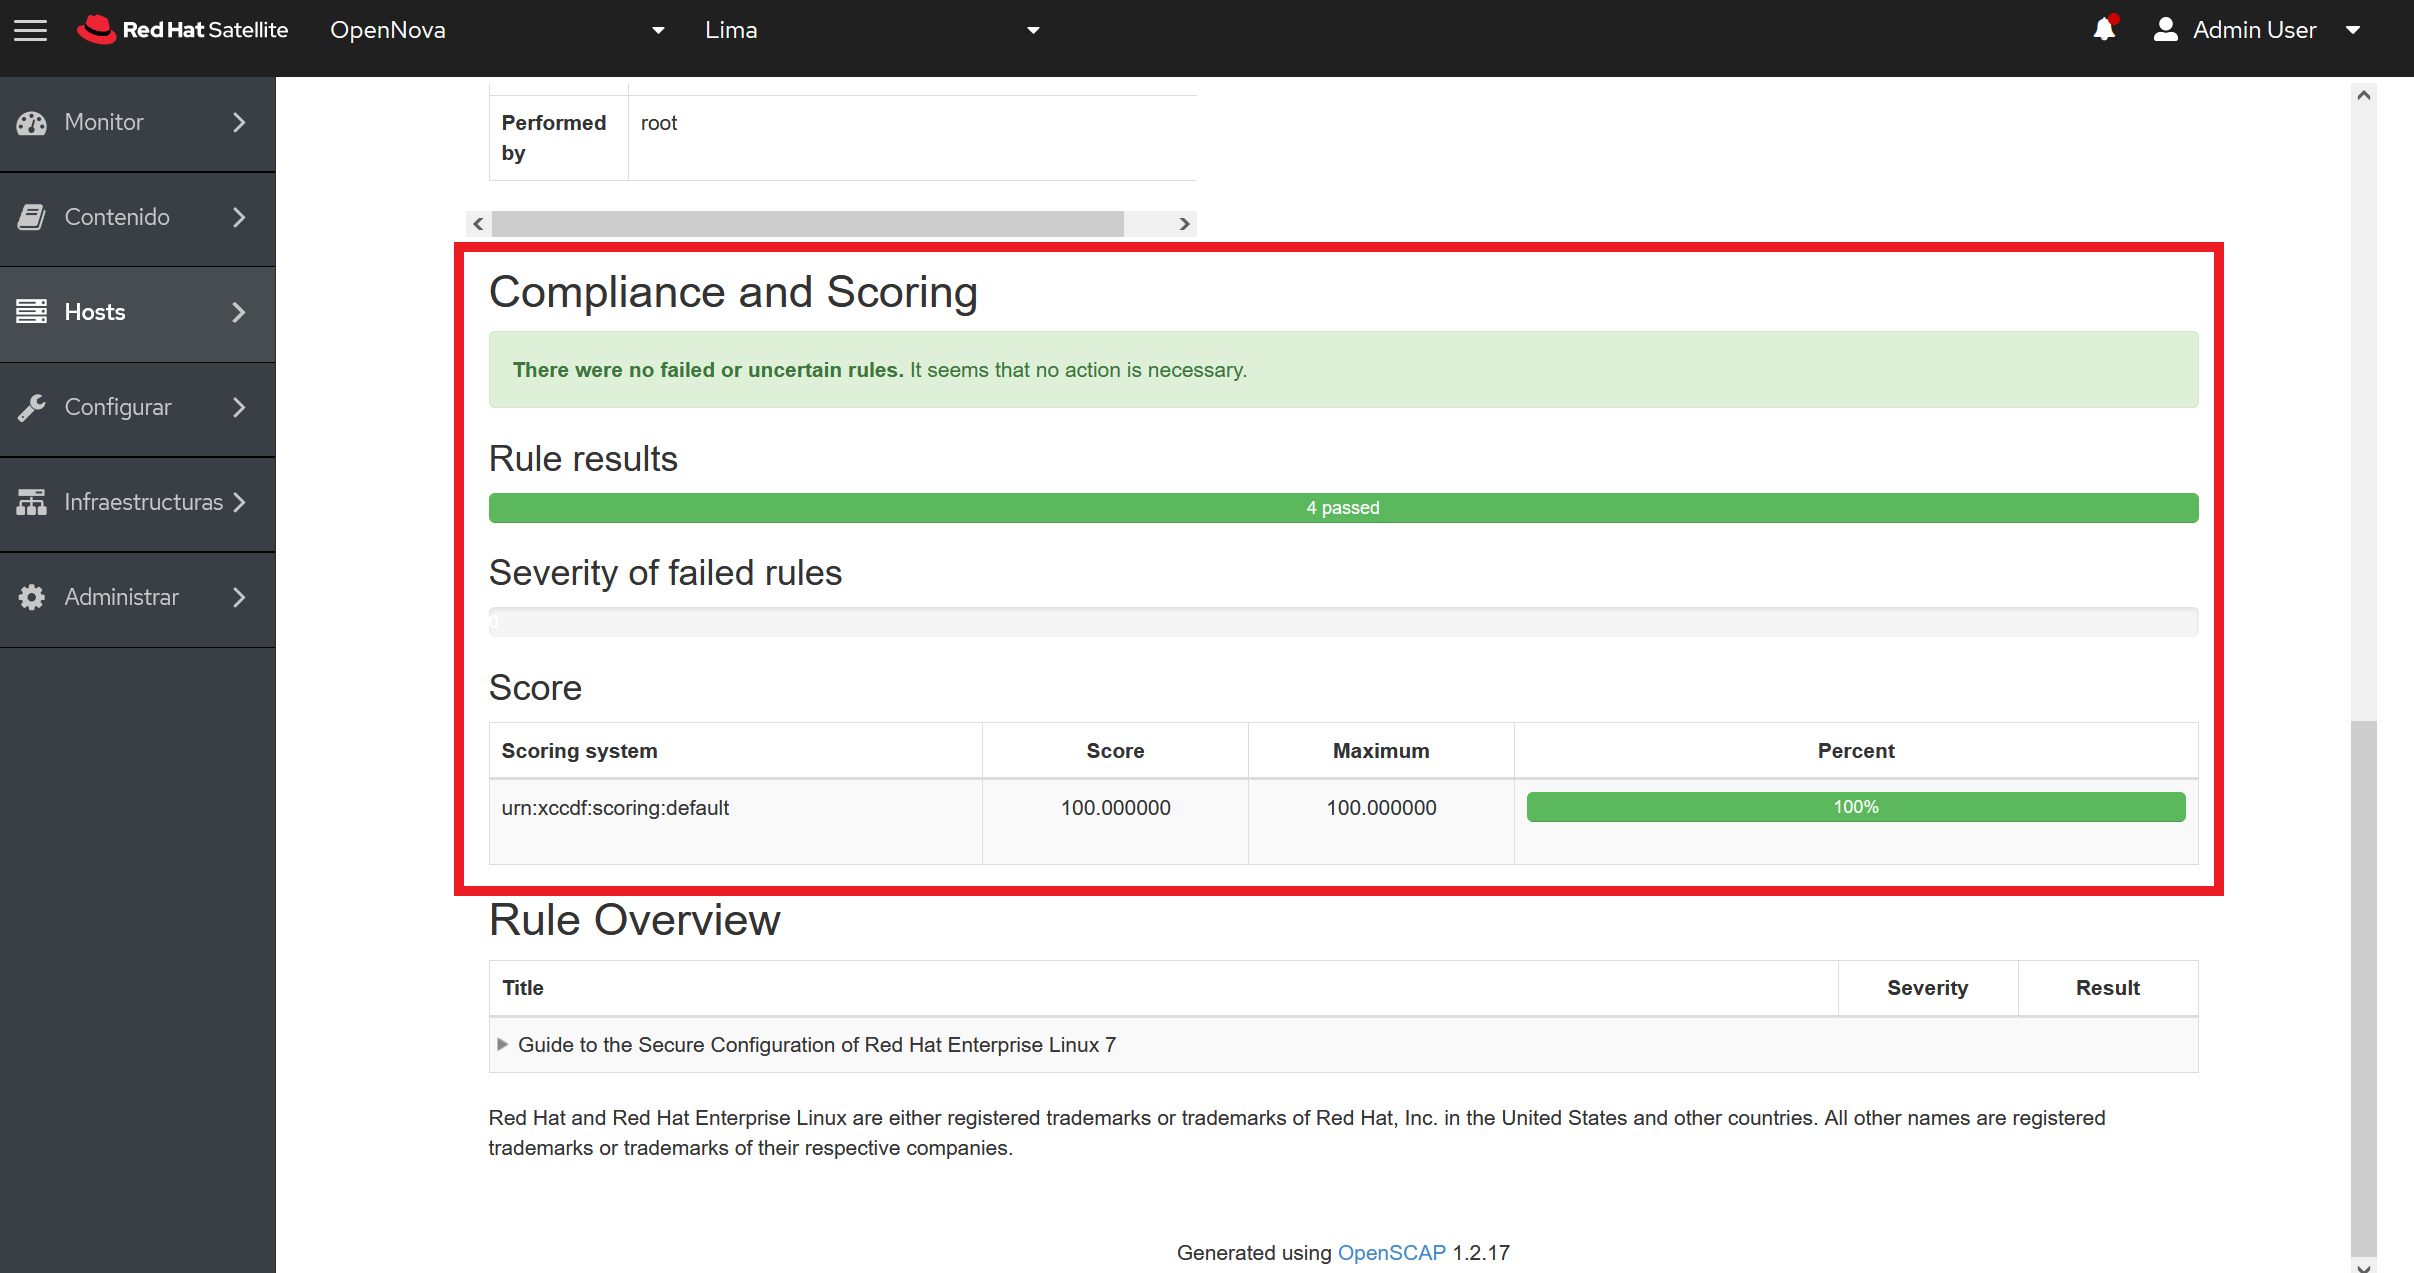 Red Hat Satellite
OpenNova
Lima
Admin User
Monitor
Contenido
Hosts
Configurar
Infraestructuras
Administrar
Performed
by
root
Compliance and Scoring
There were no failed or uncertain rules. It seems that no action is necessary.
Rule results
4 passed
Severity of failed rules
0
Score
Scoring system Score Maximum Percent
urn:xccdf:scoring:default 100.000000 100.000000 100%
Rule Overview
Title Severity Result
Guide to the Secure Configuration of Red Hat Enterprise Linux 7
Red Hat and Red Hat Enterprise Linux are either registered trademarks or trademarks of Red Hat, Inc. in the United States and other countries. All other names are registered
trademarks or trademarks of their respective companies.
Generated using OpenSCAP 1.2.17